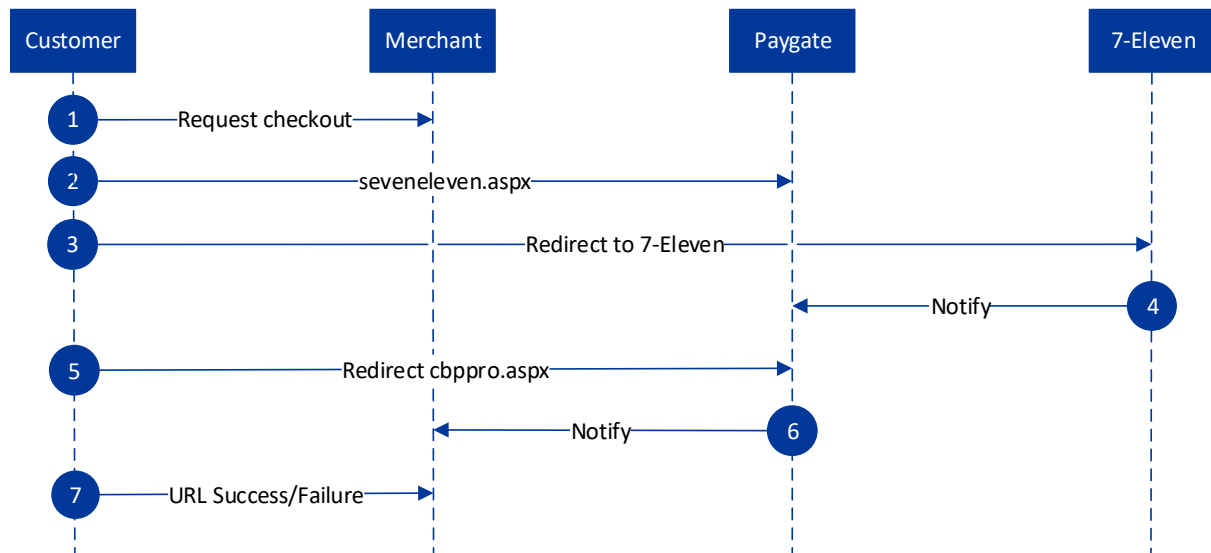 Customer
Merchant
Paygate
7-Eleven
1
Request checkout
2
seveneleven.aspx
3
Redirect to 7-Eleven
Notify
4
5
Redirect cbppro.aspx
Notify
6
7
URL Success/Failure